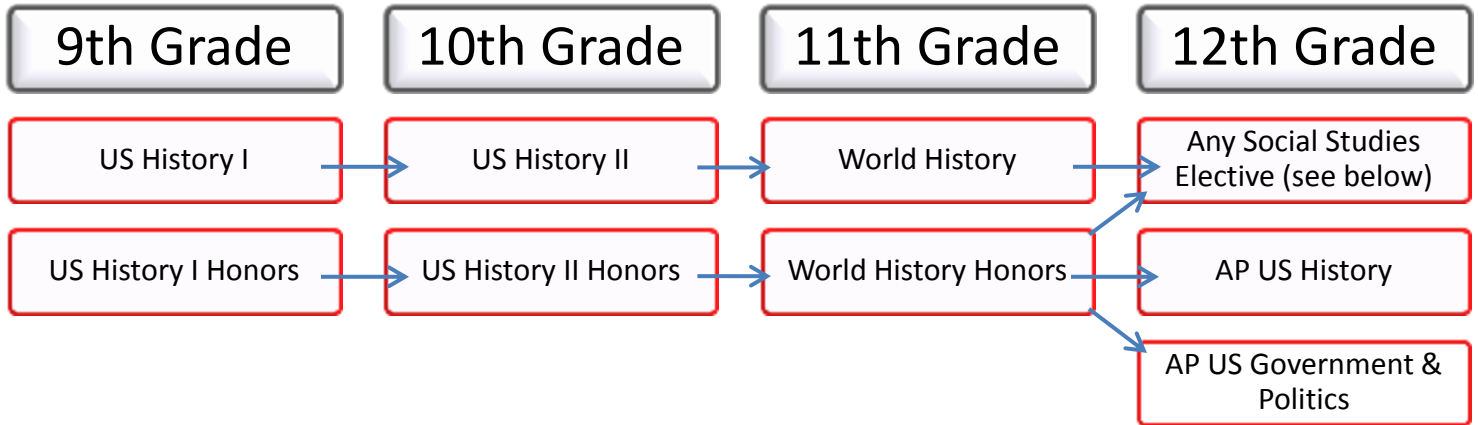 9th Grade
10th Grade
11th Grade
12th Grade
US History I
US History II
World History
Any Social Studies
Elective (see below)
US History I Honors
US History II Honors
World History Honors
AP US History
AP US Government &
Politics